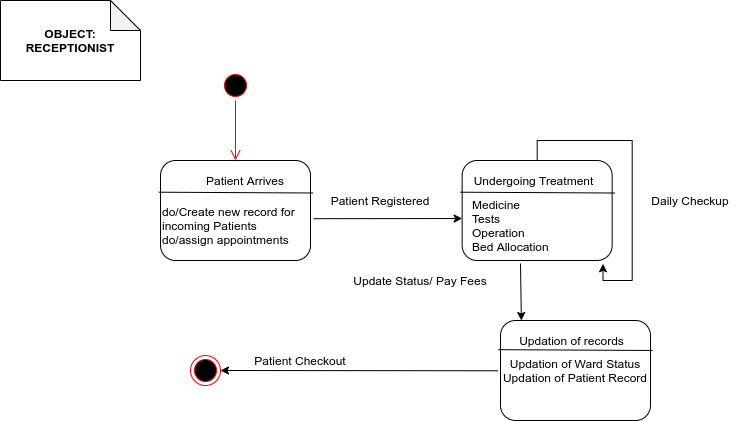 OBJECT:
RECEPTIONIST
Patient Arrives
do/Create new record for
incoming Patients
do/assign appointments
Patient Registered
Undergoing Treatment
Medicine
Tests
Operation
Bed Allocation
Daily Checkup
Update Status/ Pay Fees
Updation of records
Updation of Ward Status
Updation of Patient Record
Patient Checkout